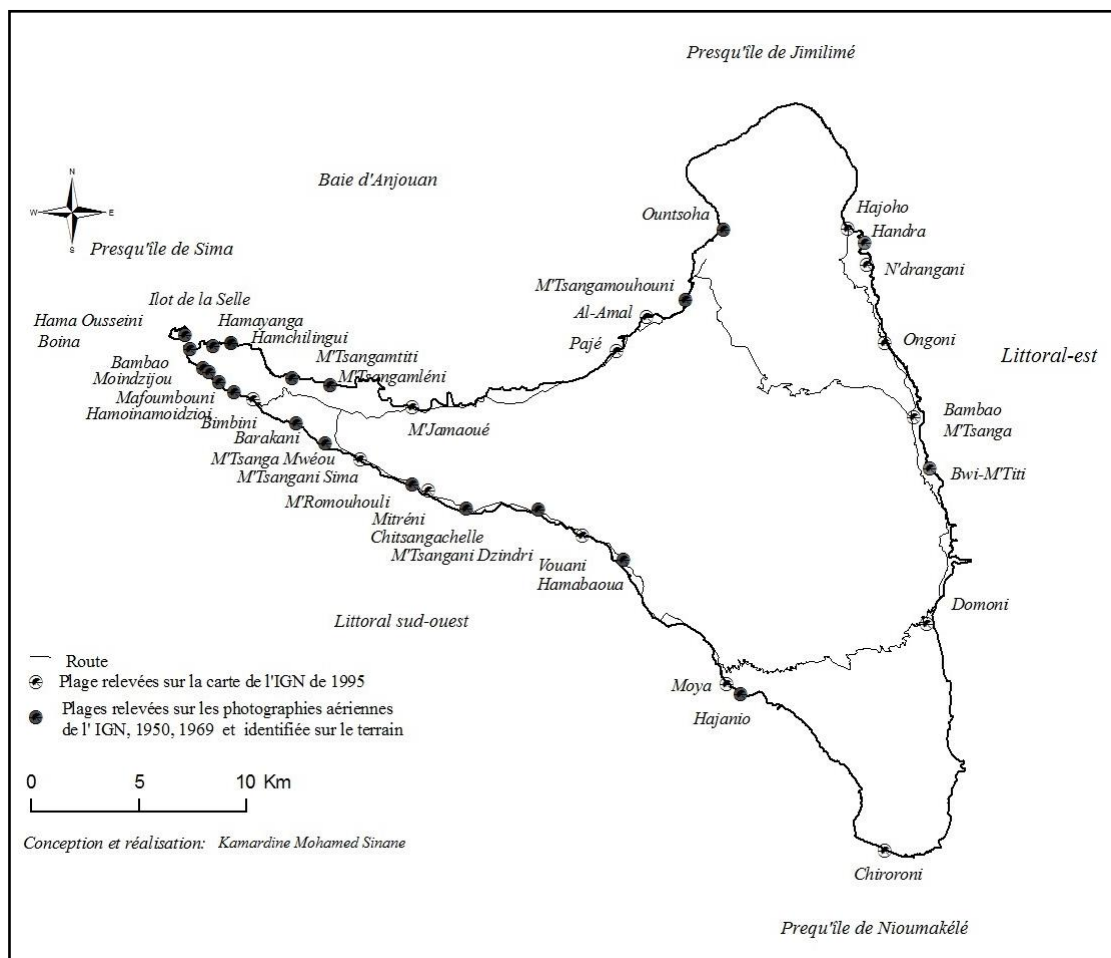 Presqu'île de Jimilimé
Baie d'Anjouan
N
W
E
S
Presqu'île de Sima
Ountsoha
Hajoho
Handra
N'drangani
M'Tsangamouhouni
Al-Amal
Pajé
Ilot de la Selle
Hama Ousseini
Hamayanga
Boina
Hamchilingui
Ongoni
Littoral-est
Bambao
M'Tsangamtiti
Moindzijou
M'Tsangamléni
Mafoumbouni
Hamoinamoidzioi
Bimbini
M'Jamaoué
Bambao
M'Tsanga
Barakani
M'Tsanga Mwéou
M'Tsangani Sima
Bwi-M'Titi
M'Romouhouli
Mitréni
Chitsangachelle
M'Tsangani Dzindri
Vouani
Hamabaoua
Domoni
Littoral sud-ouest
Route
Plage relevées sur la carte de l'IGN de 1995
Plages relevées sur les photographies aériennes
de l' IGN, 1950, 1969 et identifiée sur le terrain
Moya
Hajanio
0 5 10 Km
Conception et réalisation: Kamardine Mohamed Sinane
Chiroroni
Prequ'île de Nioumakélé